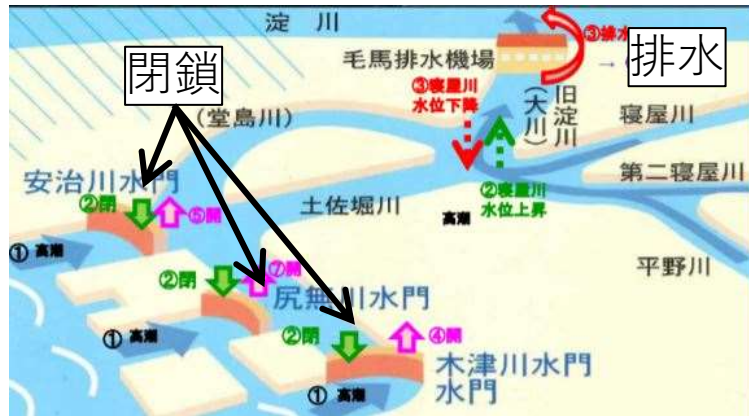 淀　川
閉鎖
毛馬排水機場
③排水
排水
→
③寝屋川
水位下降
旧淀川
(大川)
(堂島川)
寝屋川
第二寝屋川
②寝屋川
水位上昇
高潮
平野川
土佐堀川
安治川水門
②閉
⑤開
① 高潮
②閉
⑦開
尻無川水門
① 高潮
②閉
④開
木津川水門
水門
① 高潮